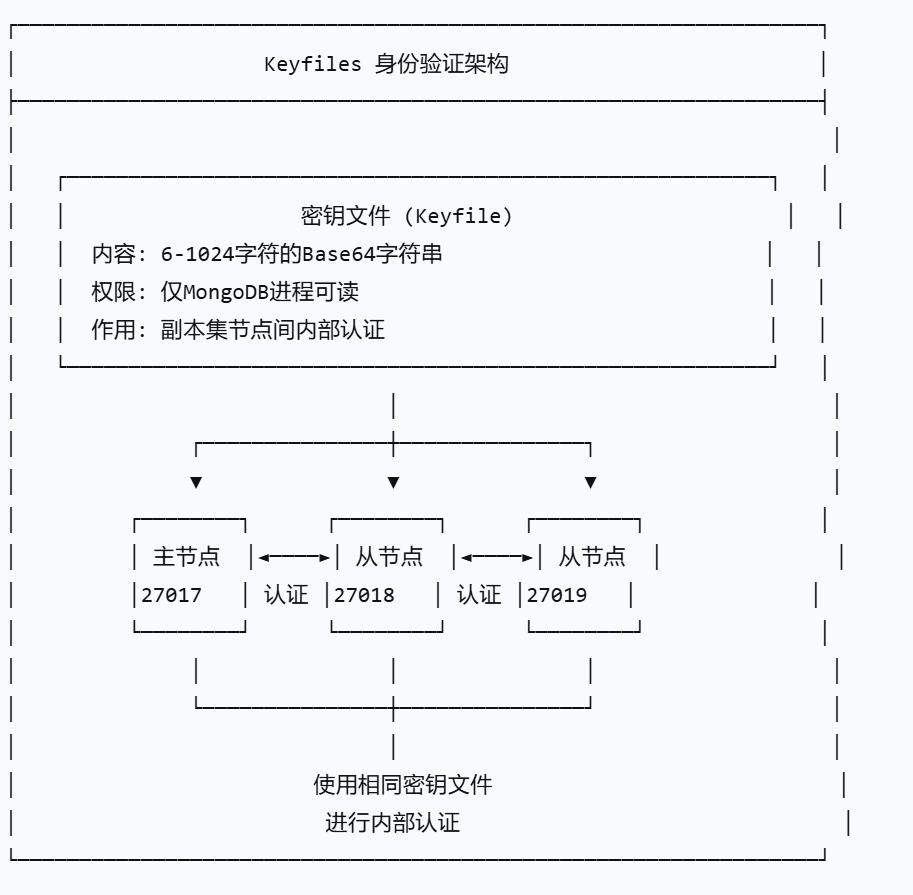 Keyfiles 身份验证架构
密钥文件 (Keyfile)
内容: 6-1024字符的Base64字符串
权限: 仅MongoDB进程可读
作用: 副本集节点间内部认证
主节点 从节点 从节点
27017 认证 27018 认证 27019
使用相同密钥文件
进行内部认证